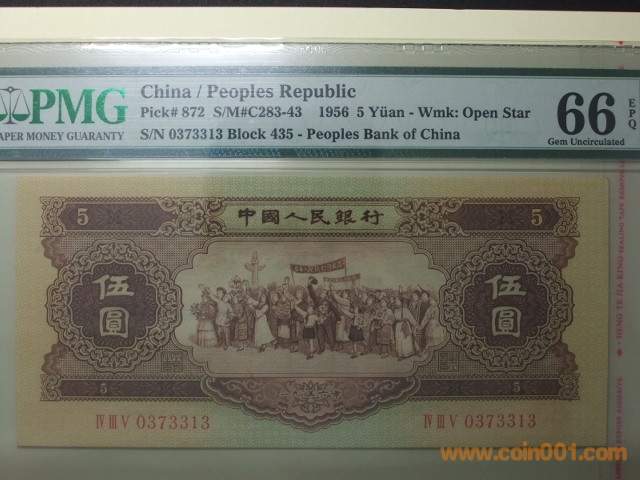 PMG
PAPER MONEY GUARANTY
China / Peoples Republic
Pick# 872 S/M#C283-43 1956 5 Yüan - Wmk: Open Star
S/N 0373313 Block 435 - Peoples Bank of China
66 EPQ
Gem Uncirculated
中國人民銀行
5
5
伍圓
伍圓
5
5
IV III V 0373313
IV III V 0373313
www.coin001.com